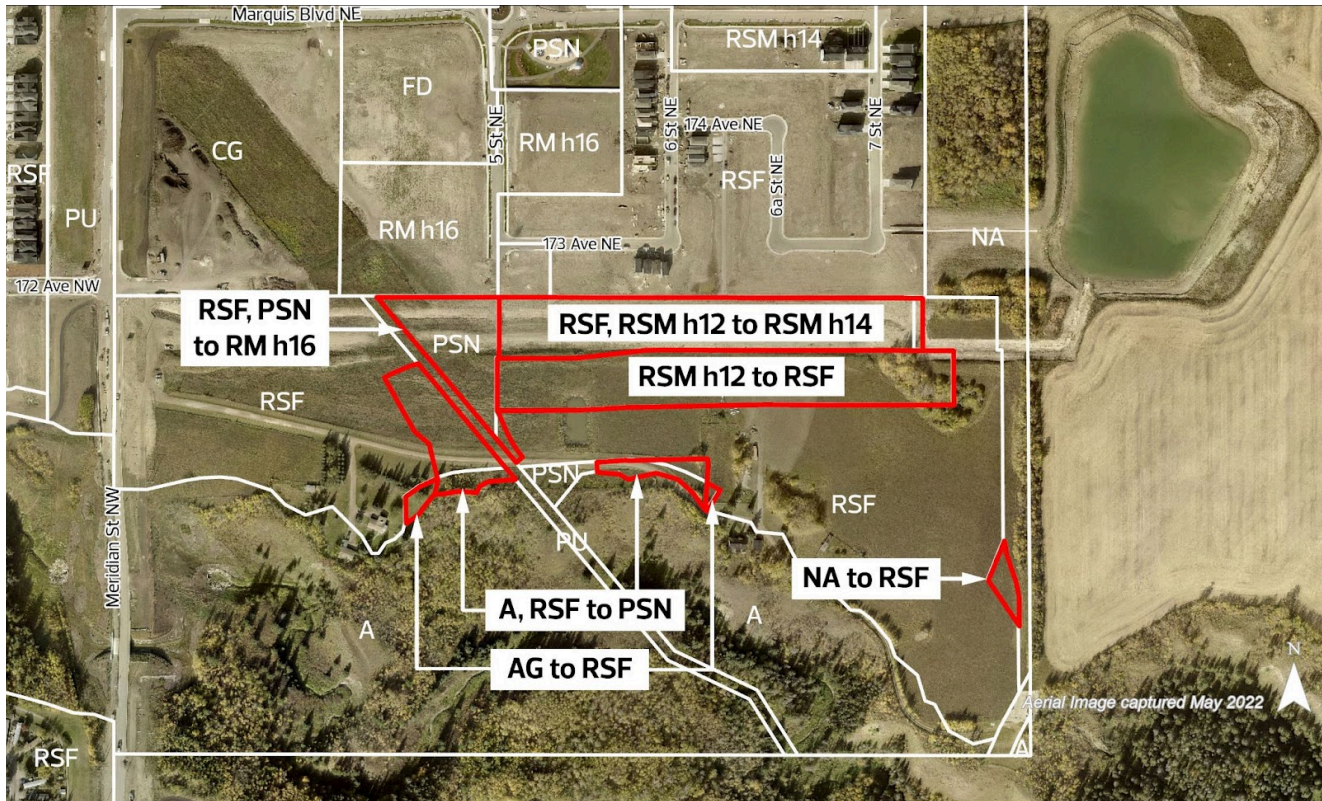 Marquis Blvd NE
PSN
RSM h14
FD
5 St NE
6 St NE
174 Ave NE
7 St NE
CG
RM h16
RSF
RSF
6a St NE
PU
RM h16
173 Ave NE
NA
172 Ave NW
RSF, PSN
to RM h16
PSN
RSF, RSM h12 to RSM h14
RSM h12 to RSF
RSF
PSN
RSF
Meridian St NW
PU
NA to RSF
A, RSF to PSN
A
A
AG to RSF
N
Aerial Image captured May 2022
RSF
A